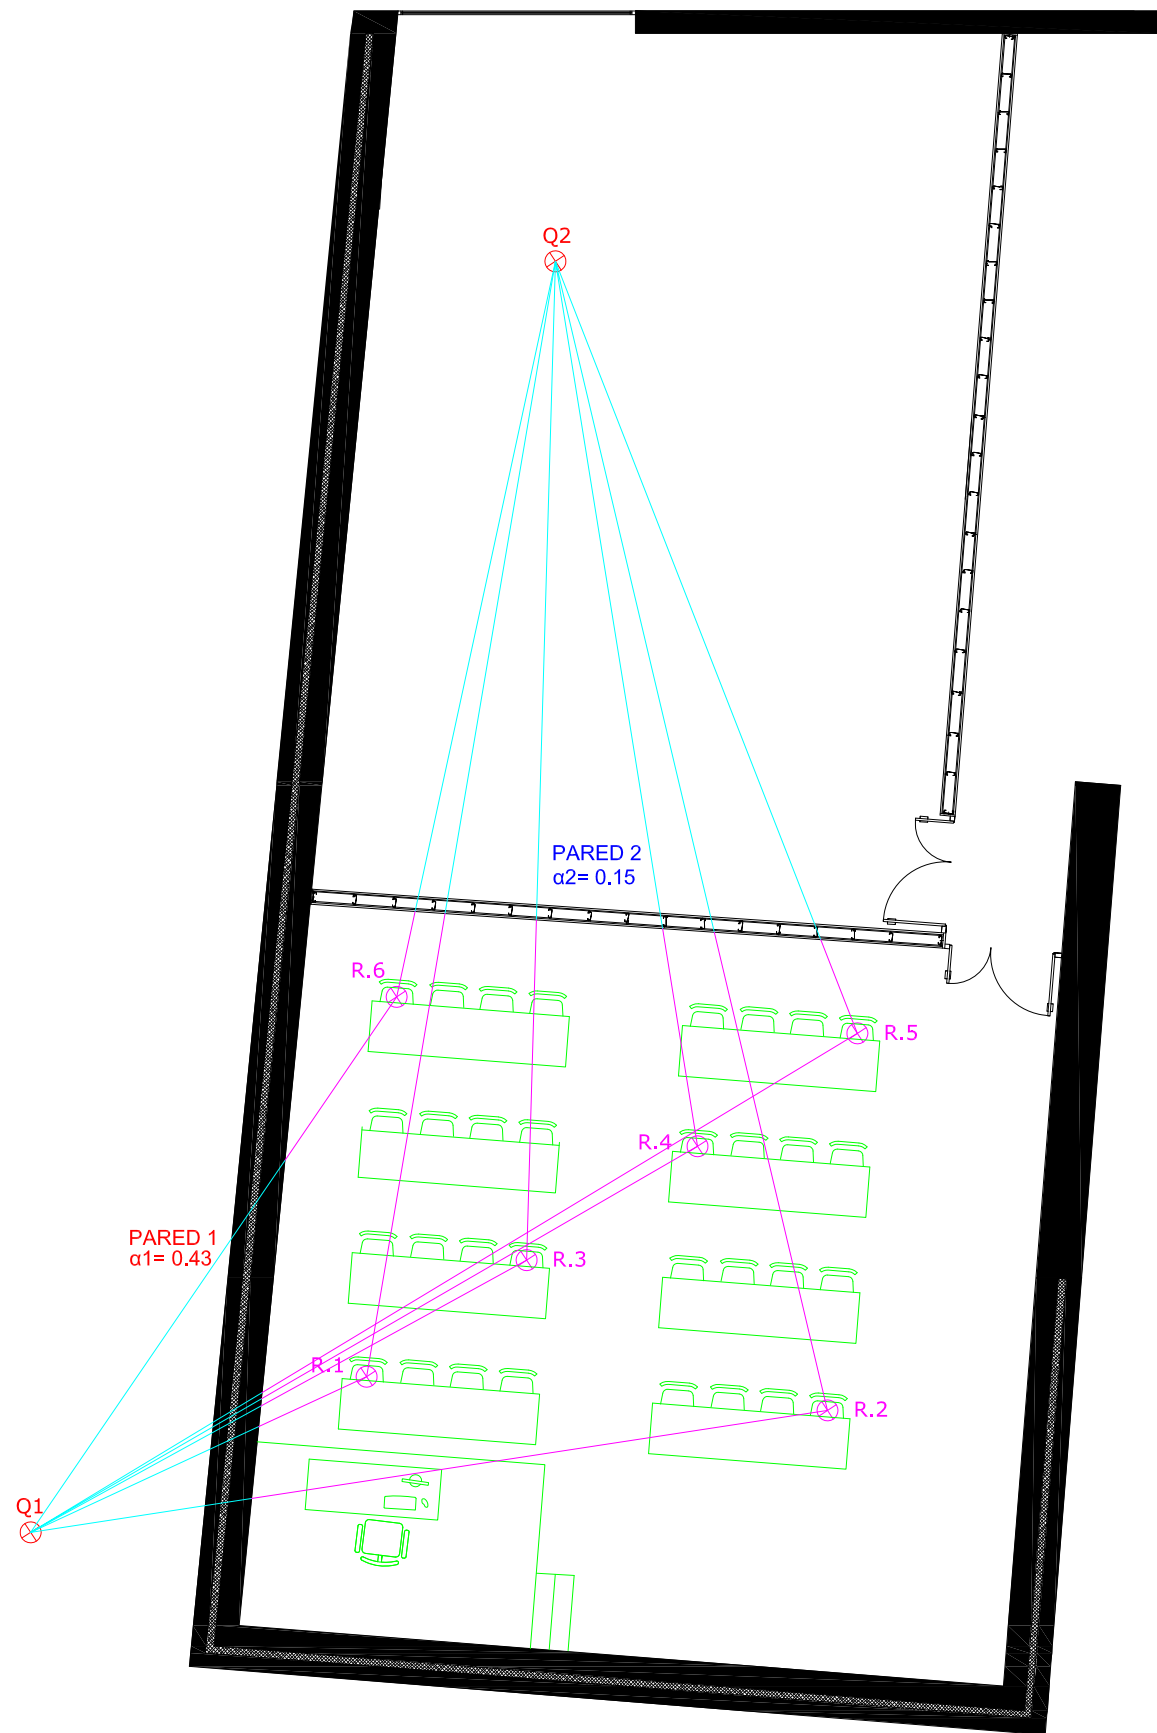 Q2
PARED 2
α2= 0.15
R.6
R.5
R.4
PARED 1
α1= 0.43
R.3
R.1
R.2
Q1